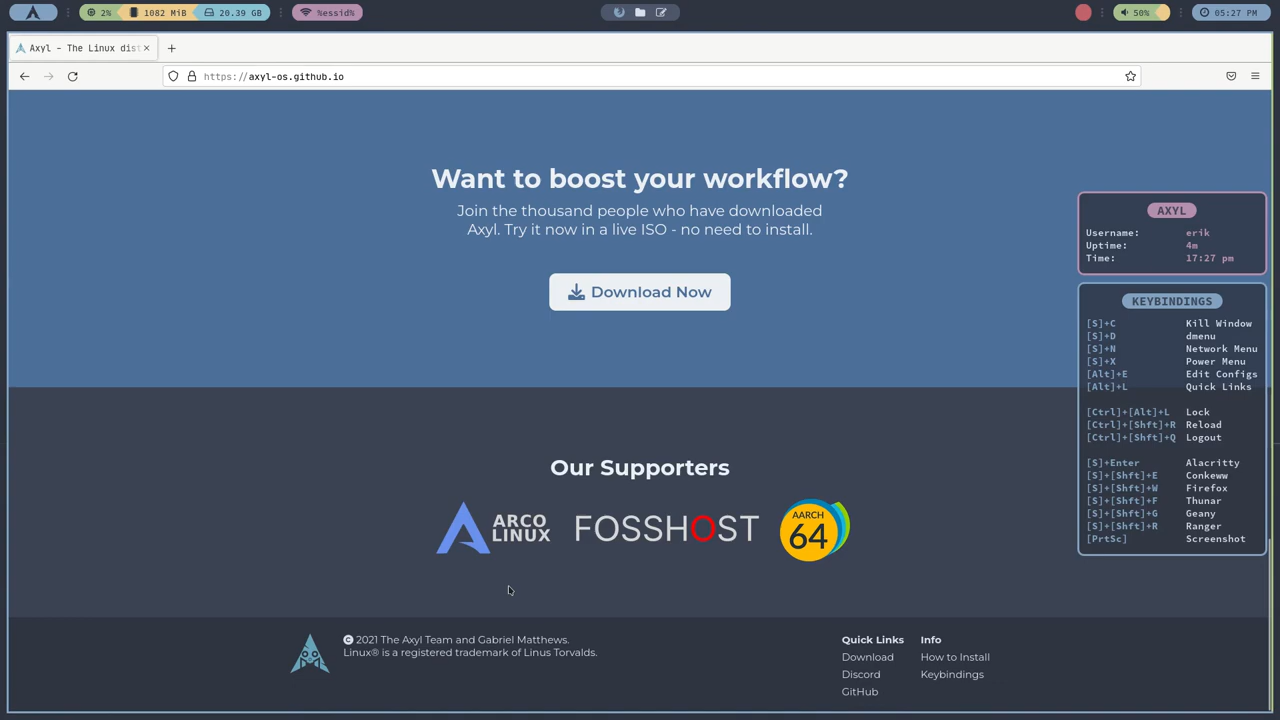 2%
1082 MiB
20.39 GB
%essid%
50%
05:27 PM
Axyl - The Linux dis
https://axyl-os.github.io
Want to boost your workflow?
Join the thousand people who have downloaded
Axyl. Try it now in a live ISO - no need to install.
Download Now
Our Supporters
ARCO
LINUX
FOSSHOST
AARCH
64
© 2021 The Axyl Team and Gabriel Matthews.
Linux® is a registered trademark of Linus Torvalds.
Quick Links
Download
Discord
GitHub
Info
How to Install
Keybindings
AXYL
Username: erik
Uptime: 4m
Time: 17:27 pm
KEYBINDINGS
[S]+C Kill Window
[S]+D dmenu
[S]+N Network Menu
[S]+X Power Menu
[Alt]+E Edit Configs
[Alt]+L Quick Links
[Ctrl]+[Alt]+L Lock
[Ctrl]+[Shft]+R Reload
[Ctrl]+[Shft]+Q Logout
[S]+Enter Alacritty
[S]+[Shft]+E Conkeww
[S]+[Shft]+W Firefox
[S]+[Shft]+F Thunar
[S]+[Shft]+G Geany
[S]+[Shft]+R Ranger
[PrtSc] Screenshot